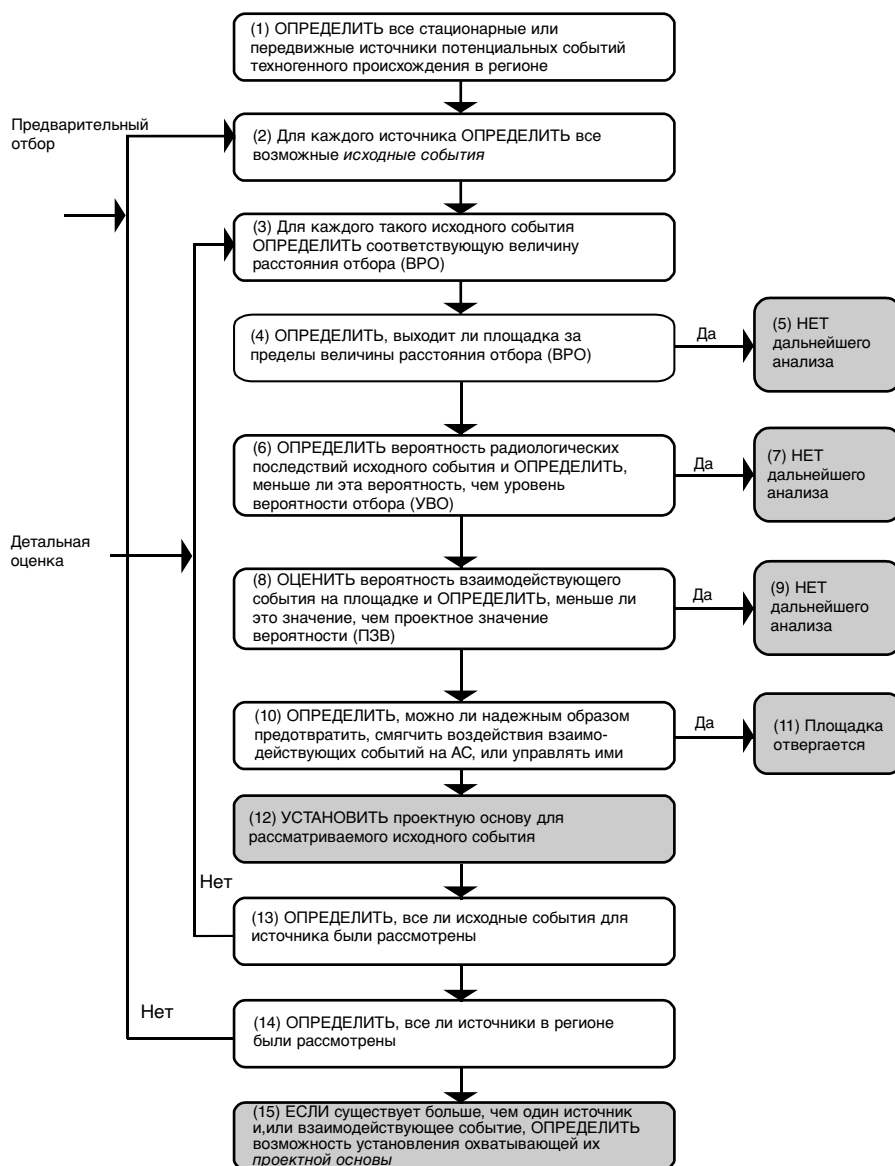 (1) ОПРЕДЕЛИТЬ все стационарные или
передвижные источники потенциальных событий
техногенного происхождения в регионе
Предварительный
отбор
(2) Для каждого источника ОПРЕДЕЛИТЬ все
возможные исходные события
(3) Для каждого такого исходного события
ОПРЕДЕЛИТЬ соответствующую величину
расстояния отбора (ВРО)
(4) ОПРЕДЕЛИТЬ, выходит ли площадка за
пределы величины расстояния отбора (ВРО)
Да
(5) НЕТ
дальнейшего
анализа
(6) ОПРЕДЕЛИТЬ вероятность радиологических
последствий исходного события и ОПРЕДЕЛИТЬ,
меньше ли эта вероятность, чем уровень
вероятности отбора (УВО)
Да
(7) НЕТ
дальнейшего
анализа
Детальная
оценка
(8) ОЦЕНИТЬ вероятность взаимодействующего
события на площадке и ОПРЕДЕЛИТЬ, меньше ли
это значение, чем проектное значение
вероятности (ПЗВ)
Да
(9) НЕТ
дальнейшего
анализа
(10) ОПРЕДЕЛИТЬ, можно ли надежным образом
предотвратить, смягчить воздействия взаимо-
действующих событий на АС, или управлять ими
Да
(11) Площадка
отвергается
(12) УСТАНОВИТЬ проектную основу для
рассматриваемого исходного события
Нет
(13) ОПРЕДЕЛИТЬ, все ли исходные события для
источника были рассмотрены
Нет
(14) ОПРЕДЕЛИТЬ, все ли источники в регионе
были рассмотрены
(15) ЕСЛИ существует больше, чем один источник
и,или взаимодействующее событие, ОПРЕДЕЛИТЬ
возможность установления охватывающей их
проектной основы